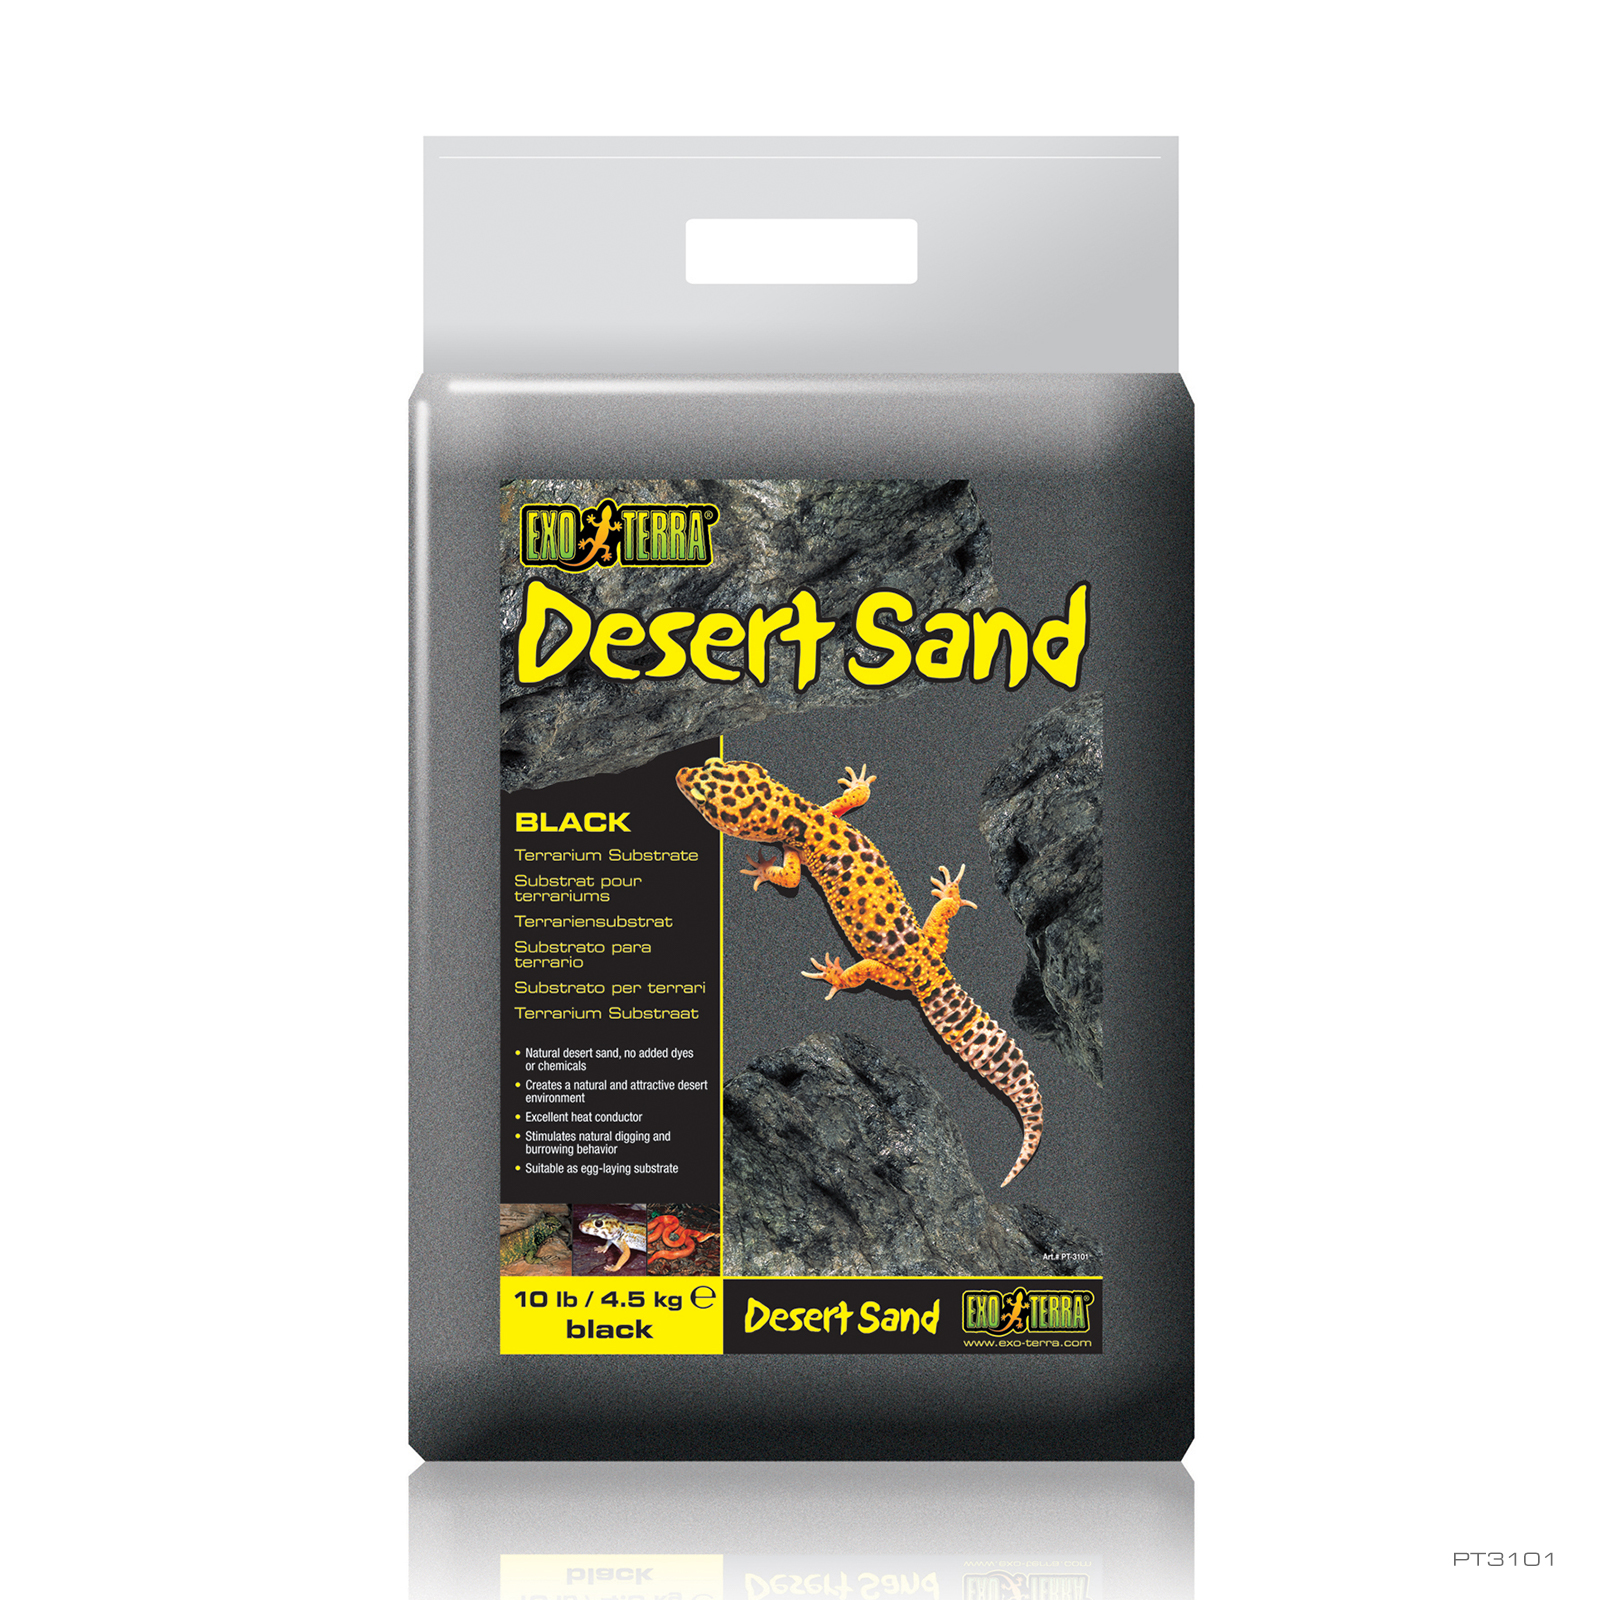 EXO TERRA®
Desert Sand
BLACK
Terrarium Substrate
Substrat pour
terrariums
Terrariensubstrat
Substrato para
terrario
Substrato per terrari
Terrarium Substraat
• Natural desert sand, no added dyes
or chemicals
• Creates a natural and attractive desert
environment
• Excellent heat conductor
• Stimulates natural digging and
burrowing behavior
• Suitable as egg-laying substrate
Art.# PT-3101
10 lb / 4.5 kg ℮
black
Desert Sand
EXO TERRA®
www.exo-terra.com
PT3101